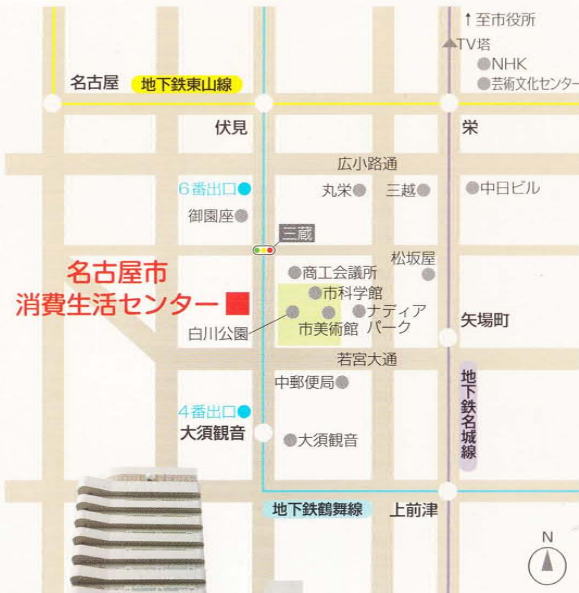 ↑至市役所
TV塔
NHK
芸術文化センター
名古屋
地下鉄東山線
伏見
栄
広小路通
6番出口
丸栄
三越
中日ビル
御園座
三蔵
松坂屋
商工会議所
名古屋市
消費生活センター
市科学館
ナディア
パーク
白川公園
市美術館
矢場町
若宮大通
中郵便局
地下鉄名城線
4番出口
大須観音
大須観音
地下鉄鶴舞線
上前津
N